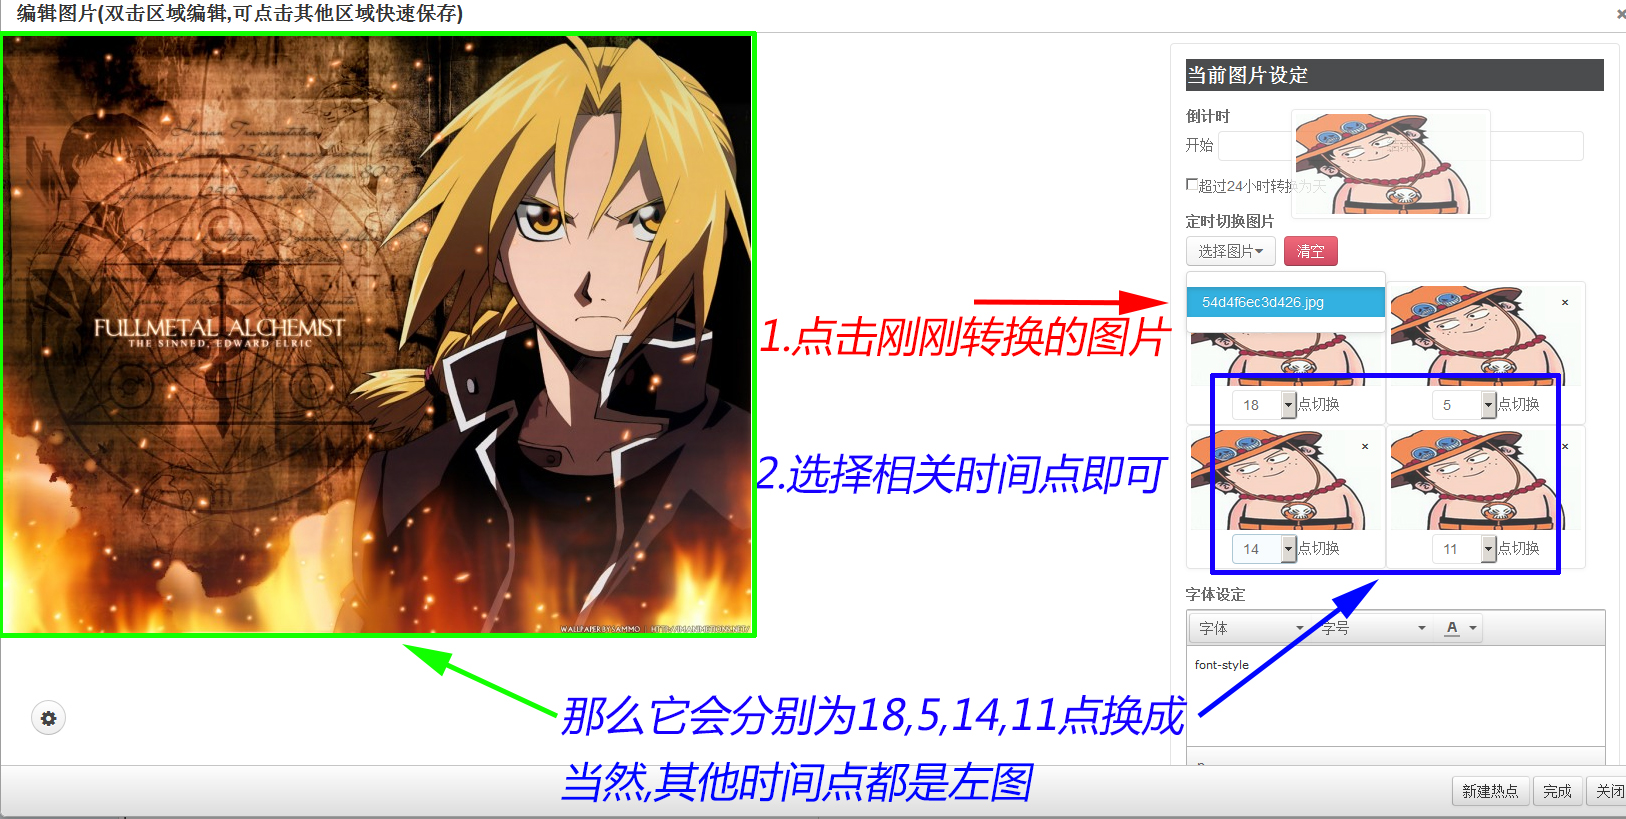 编辑图片(双击区域编辑,可点击其他区域快速保存)
×
当前图片设定
倒计时
开始
结束
超过24小时转换为天
定时切换图片
选择图片 清空
54d4f6ec3d426.jpg
×
1.点击刚刚转换的图片
18 点切换 5 点切换
× ×
2.选择相关时间点即可
14 点切换 11 点切换
FULLMETAL ALCHEMIST
THE SINNED, EDWARD ELRIC
Human Transmutation
WALLPAPER BY SAMMO
字体设定
字体 字号 A
font-style
那么它会分别为18,5,14,11点换成
当然,其他时间点都是左图
新建热点 完成 关闭